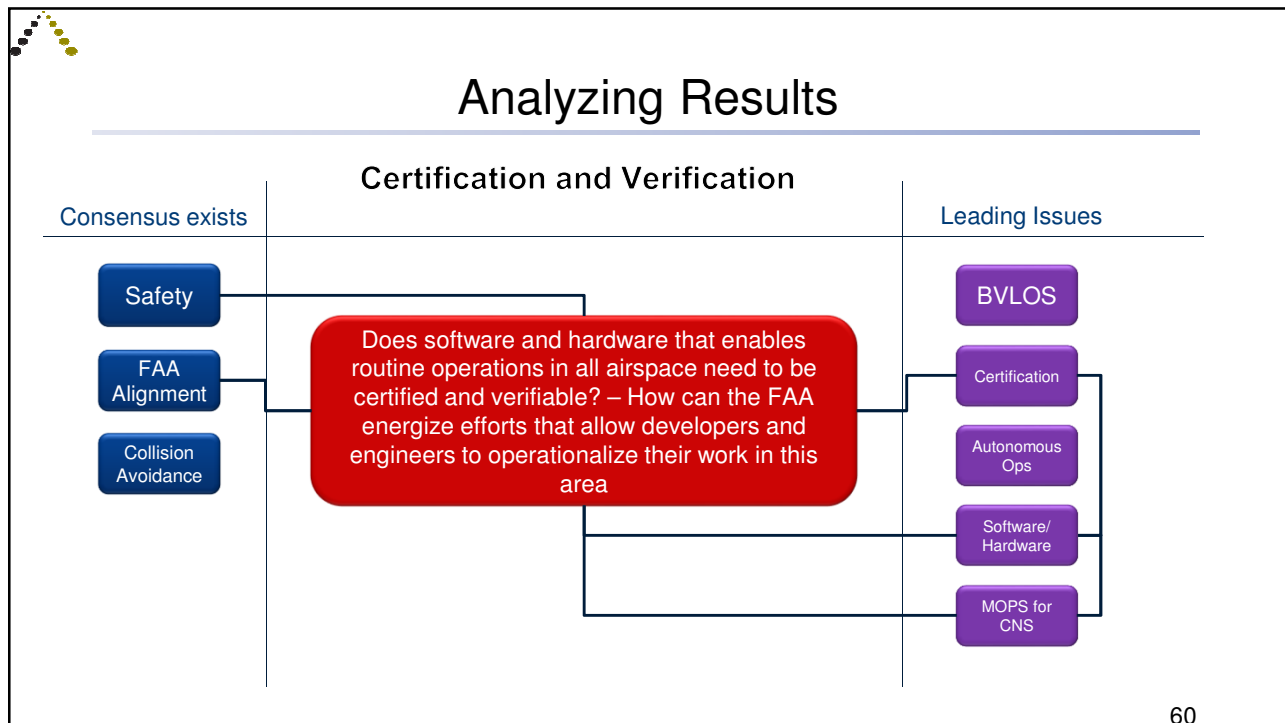 Analyzing Results
Certification and Verification
Consensus exists
Leading Issues
Safety
FAA
Alignment
Collision
Avoidance
Does software and hardware that enables
routine operations in all airspace need to be
certified and verifiable? – How can the FAA
energize efforts that allow developers and
engineers to operationalize their work in this
area
BVLOS
Certification
Autonomous
Ops
Software/
Hardware
MOPS for
CNS
60